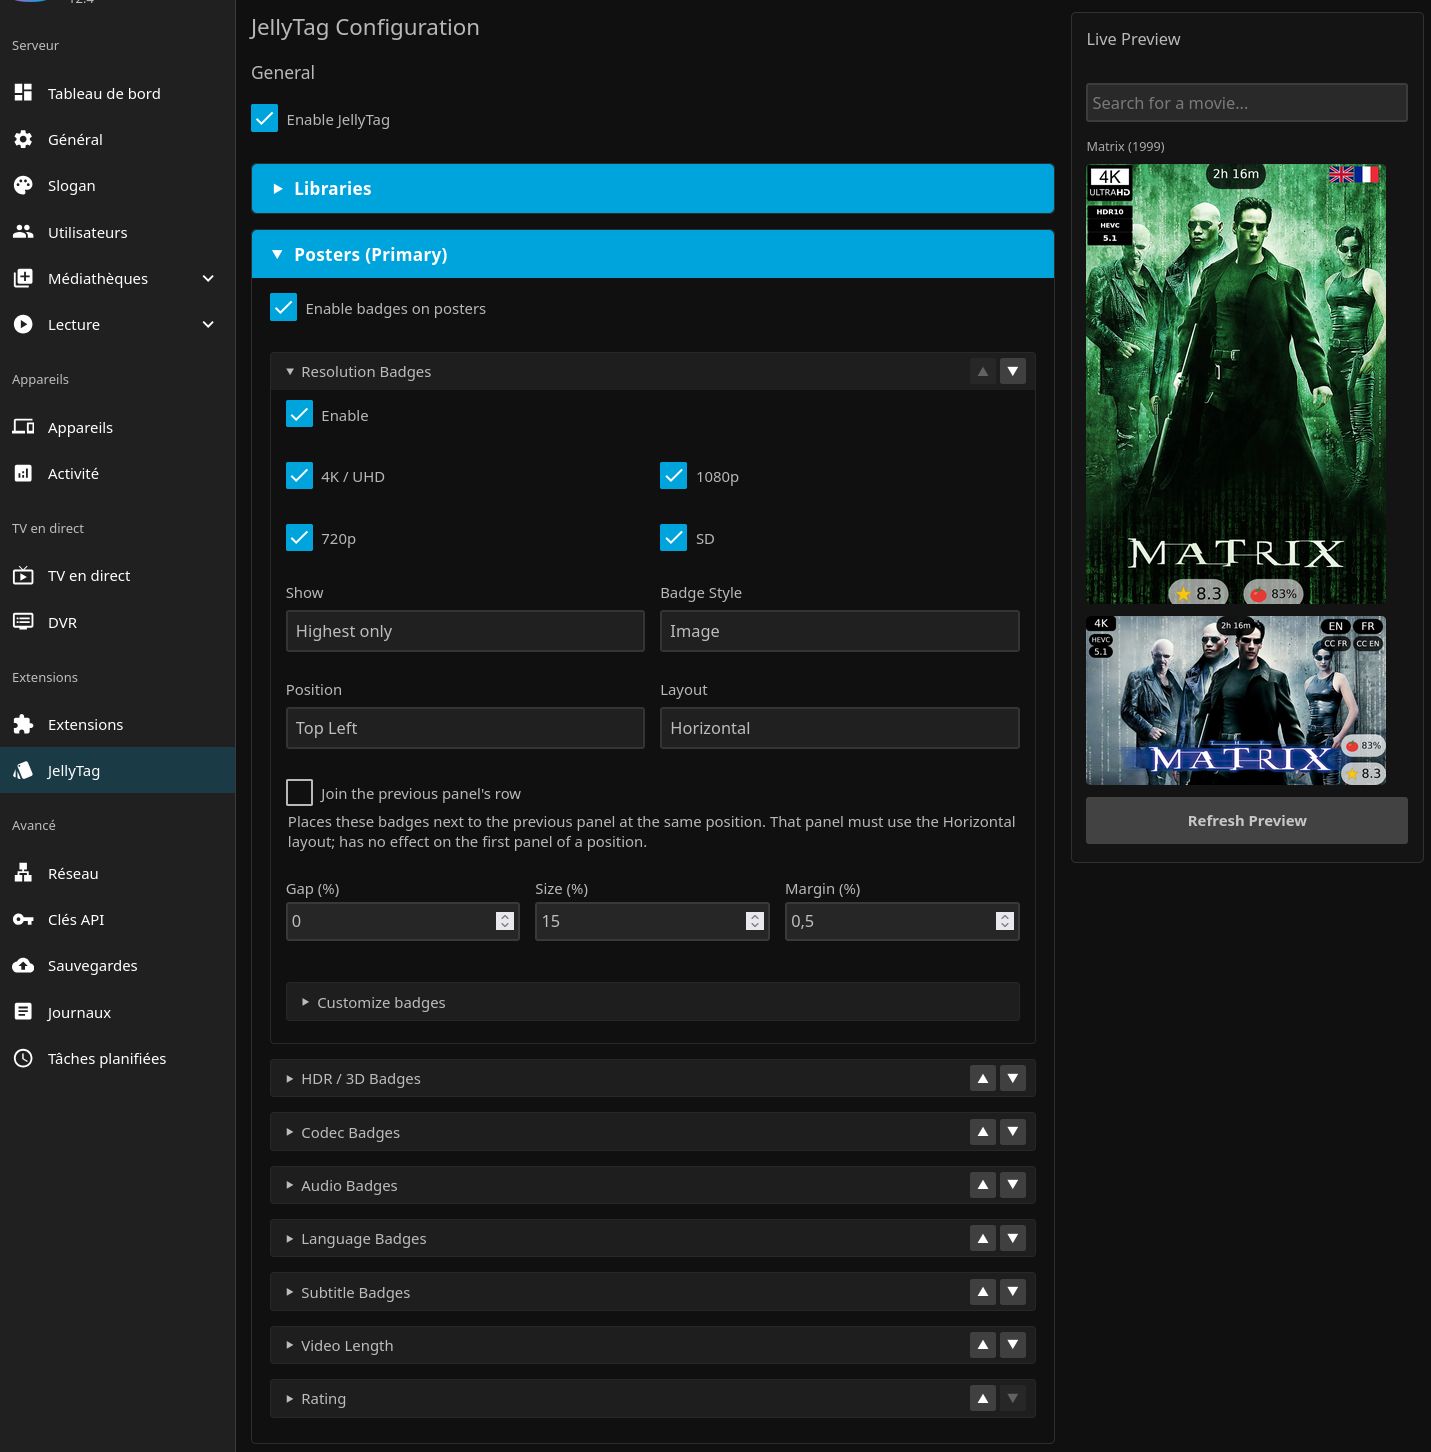 12.4
Serveur
Tableau de bord
Général
Slogan
Utilisateurs
Médiathèques
Lecture
Appareils
Appareils
Activité
TV en direct
TV en direct
DVR
Extensions
Extensions
JellyTag
Avancé
Réseau
Clés API
Sauvegardes
Journaux
Tâches planifiées
JellyTag Configuration
General
Enable JellyTag
Libraries
Posters (Primary)
Enable badges on posters
Resolution Badges
Enable
4K / UHD
1080p
720p
SD
Show
Badge Style
Highest only
Image
Position
Layout
Top Left
Horizontal
Join the previous panel's row
Places these badges next to the previous panel at the same position. That panel must use the Horizontal
layout; has no effect on the first panel of a position.
Gap (%)
Size (%)
Margin (%)
0
15
0,5
Customize badges
HDR / 3D Badges
Codec Badges
Audio Badges
Language Badges
Subtitle Badges
Video Length
Rating
Live Preview
Search for a movie...
Matrix (1999)
4K
ULTRAHD
HDR10
HEVC
5.1
2h 16m
MATRIX
8.3
83%
4K
HEVC
5.1
2h 16m
EN FR
CC FR CC EN
MATRIX
83%
8.3
Refresh Preview